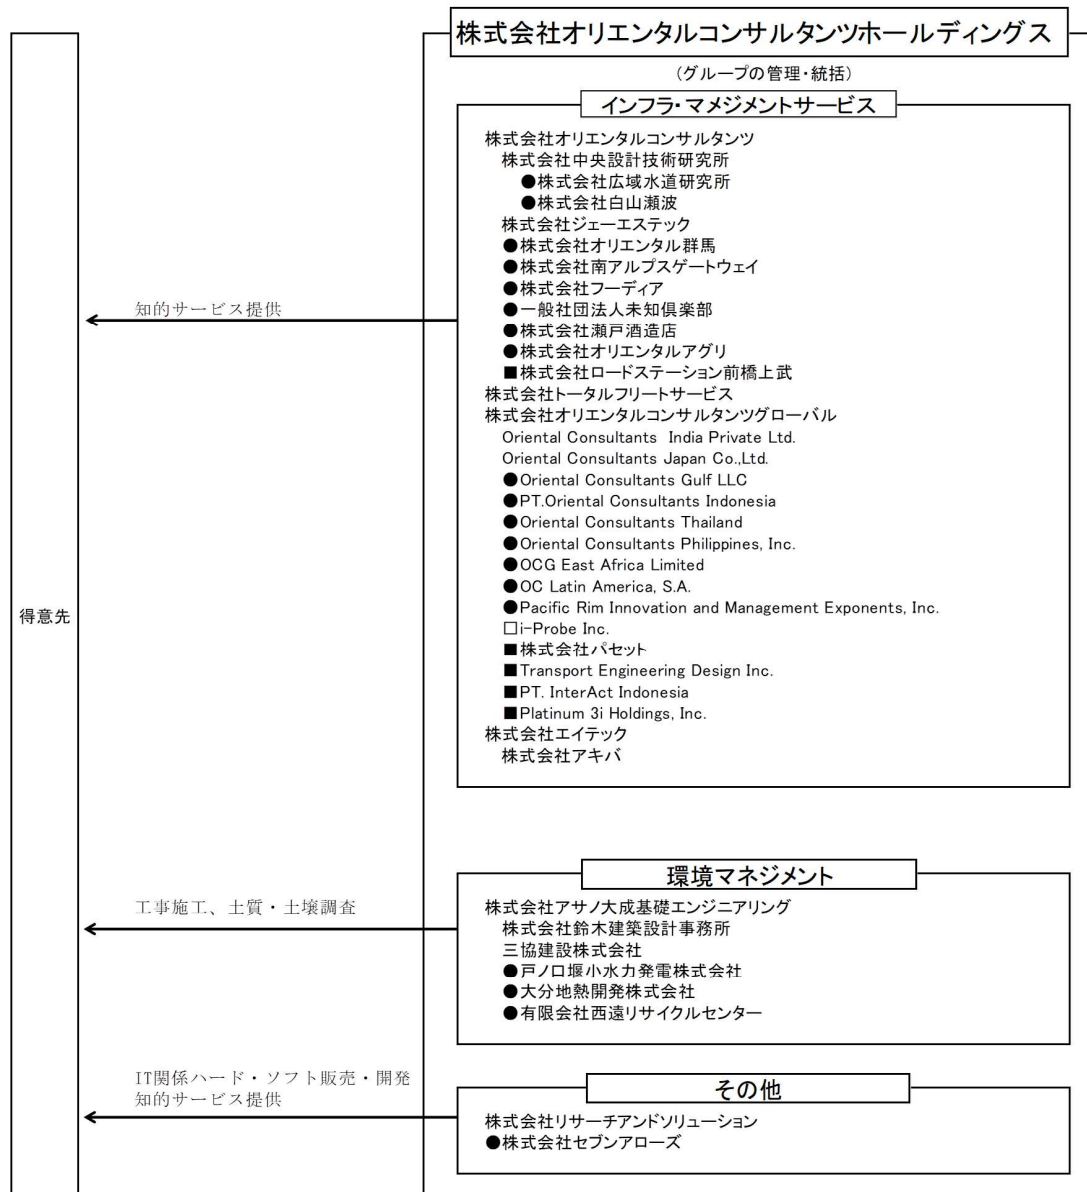 株式会社オリエンタルコンサルタンツホールディングス
(グループの管理・統括)
インフラ・マメジメントサービス
株式会社オリエンタルコンサルタンツ
株式会社中央設計技術研究所
●株式会社広域水道研究所
●株式会社白山瀬波
株式会社ジェーエステック
●株式会社オリエンタル群馬
●株式会社南アルプスゲートウェイ
●株式会社フーディア
●一般社団法人未知倶楽部
●株式会社瀬戸酒造店
●株式会社オリエンタルアグリ
■株式会社ロードステーション前橋上武
株式会社トータルフリートサービス
株式会社オリエンタルコンサルタンツグローバル
Oriental Consultants India Private Ltd.
Oriental Consultants Japan Co.,Ltd.
●Oriental Consultants Gulf LLC
●PT.Oriental Consultants Indonesia
●Oriental Consultants Thailand
●Oriental Consultants Philippines, Inc.
●OCG East Africa Limited
●OC Latin America, S.A.
●Pacific Rim Innovation and Management Exponents, Inc.
□i-Probe Inc.
■株式会社パセット
■Transport Engineering Design Inc.
■PT. InterAct Indonesia
■Platinum 3i Holdings, Inc.
株式会社エイテック
株式会社アキバ
知的サービス提供
得意先
環境マネジメント
株式会社アサノ大成基礎エンジニアリング
株式会社鈴木建築設計事務所
三協建設株式会社
●戸ノ口堰小水力発電株式会社
●大分地熱開発株式会社
●有限会社西遠リサイクルセンター
工事施工、土質・土壌調査
その他
株式会社リサーチアンドソリューション
●株式会社セブンアローズ
IT関係ハード・ソフト販売・開発
知的サービス提供